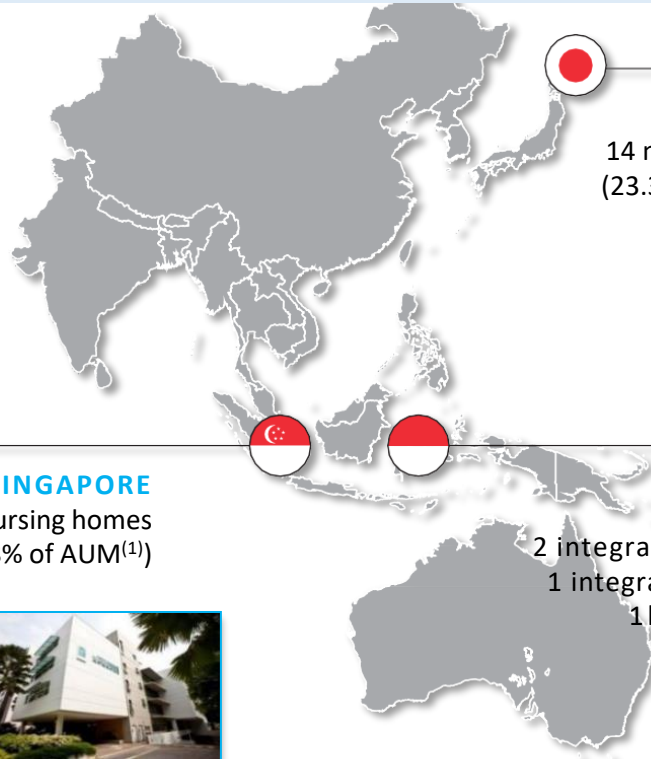 14
(23.3
INGAPORE
ursing homes
% of AUM(1))
2 integra
1 integra
1